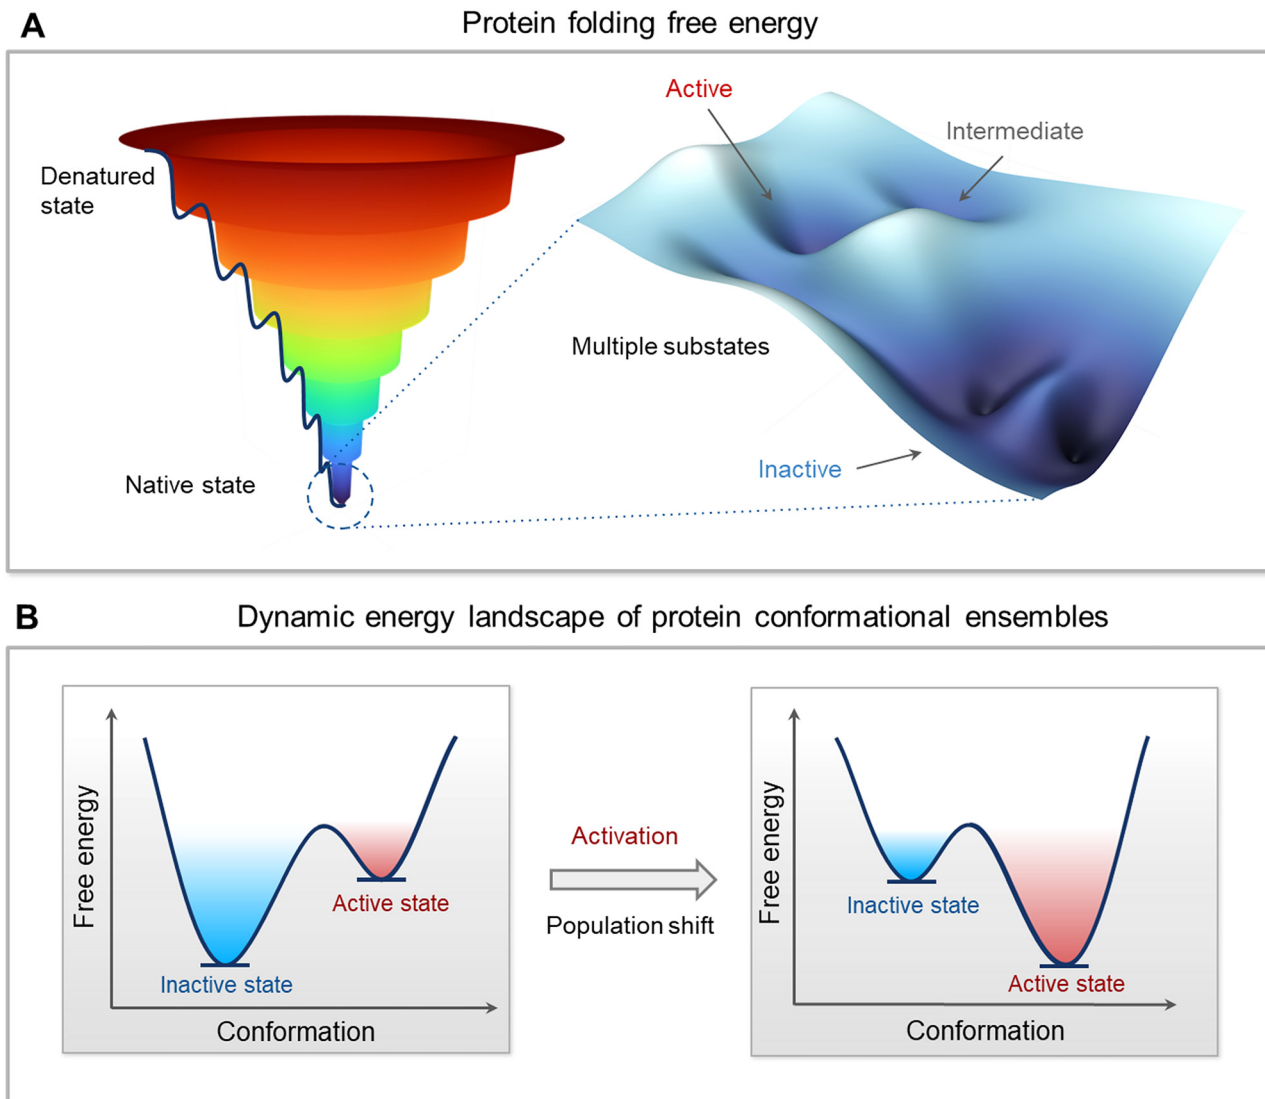 A
Protein folding free energy
Active
Intermediate
Denatured
state
Multiple substates
Inactive
Native state
B
Dynamic energy landscape of protein conformational ensembles
Free energy
Active state
Inactive state
Conformation
Activation
Population shift
Free energy
Inactive state
Active state
Conformation